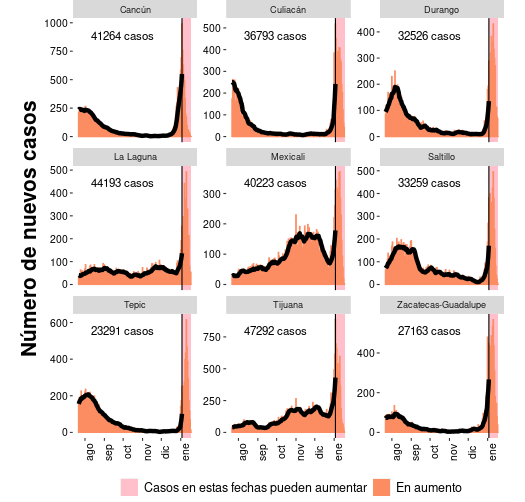 Número de nuevos casos
Cancún
Culiacán
Durango
1000
750
500
250
0
41264 casos
500
400
300
200
100
0
36793 casos
400
300
200
100
0
32526 casos
La Laguna
Mexicali
Saltillo
500
400
300
200
100
0
44193 casos
300
200
100
0
40223 casos
500
400
300
200
100
0
33259 casos
Tepic
Tijuana
Zacatecas-Guadalupe
600
400
200
0
23291 casos
750
500
250
0
47292 casos
400
200
0
27163 casos
ago
sep
oct
nov
dic
ene
ago
sep
oct
nov
dic
ene
ago
sep
oct
nov
dic
ene
Casos en estas fechas pueden aumentar
En aumento